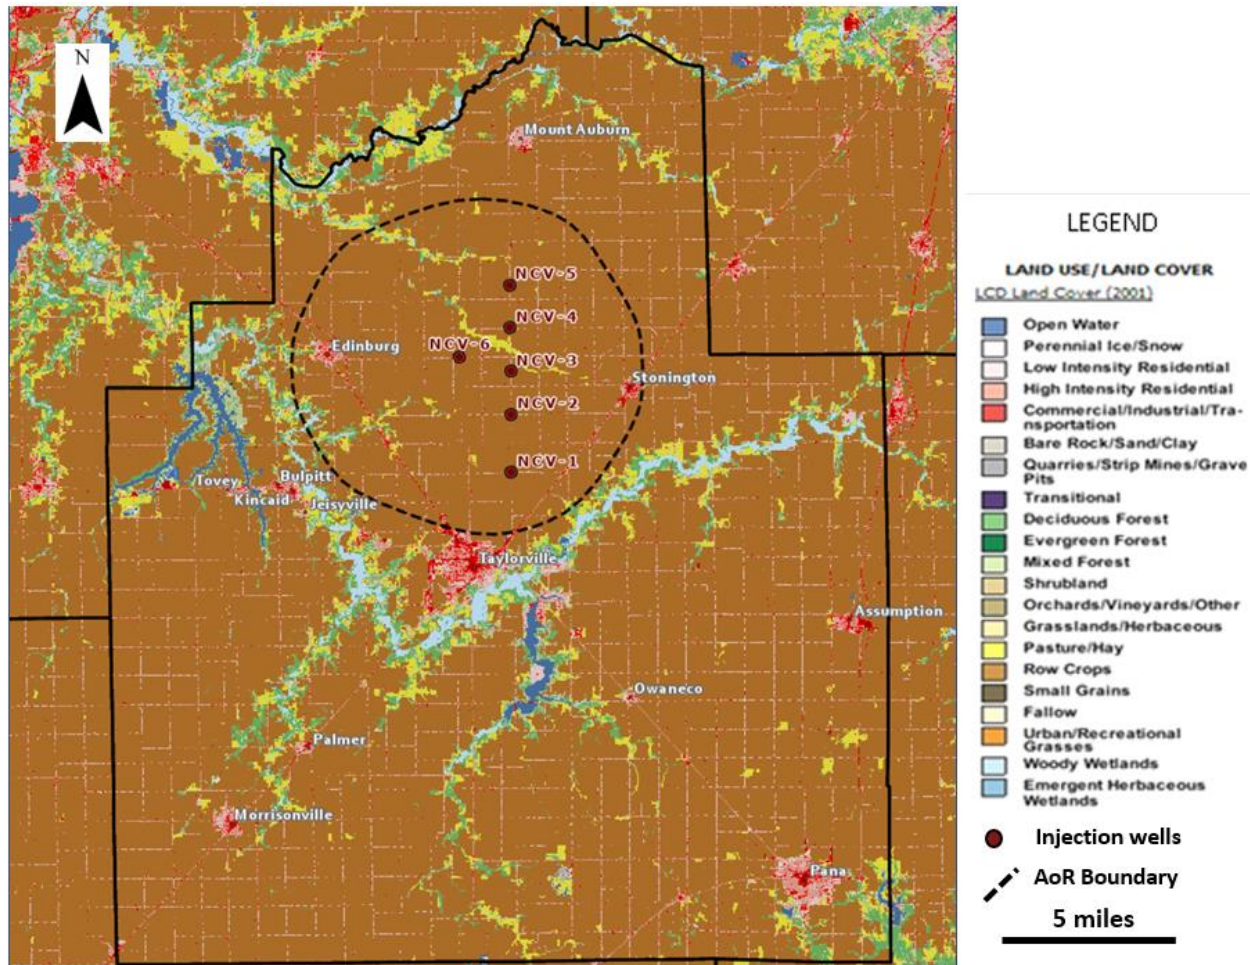 N
Mount Auburn
NCV-5
NCV-4
NCV-6
Edinburg
NCV-3
Stonington
NCV-2
NCV-1
Bulpitt
Tovey
Kincaid
Jeisyville
Taylorville
Assumption
Owaneco
Palmer
Morrisonville
Pana
LEGEND
LAND USE/LAND COVER
LCD Land Cover (2001)
Open Water
Perennial Ice/Snow
Low Intensity Residential
High Intensity Residential
Commercial/Industrial/Tra-
nsportation
Bare Rock/Sand/Clay
Quarries/Strip Mines/Grave
Pits
Transitional
Deciduous Forest
Evergreen Forest
Mixed Forest
Shrubland
Orchards/Vineyards/Other
Grasslands/Herbaceous
Pasture/Hay
Row Crops
Small Grains
Fallow
Urban/Recreational
Grasses
Woody Wetlands
Emergent Herbaceous
Wetlands
Injection wells
AoR Boundary
5 miles